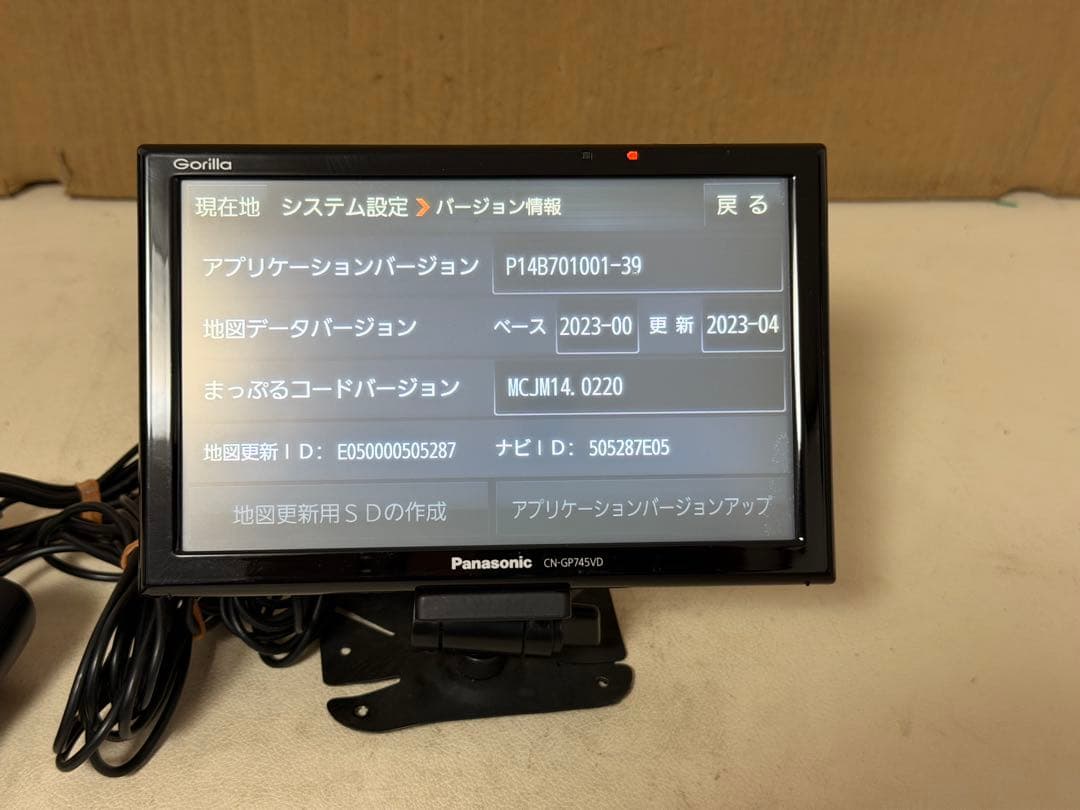 Gorilla
現在地 システム設定 バージョン情報 戻る
アプリケーションバージョン P14B701001-39
地図データバージョン ベース 2023-00 更新 2023-04
まっぷるコードバージョン MCJM14.0220
地図更新ID: E050000505287 ナビID: 505287E05
地図更新用SDの作成 アプリケーションバージョンアップ
Panasonic CN-GP745VD